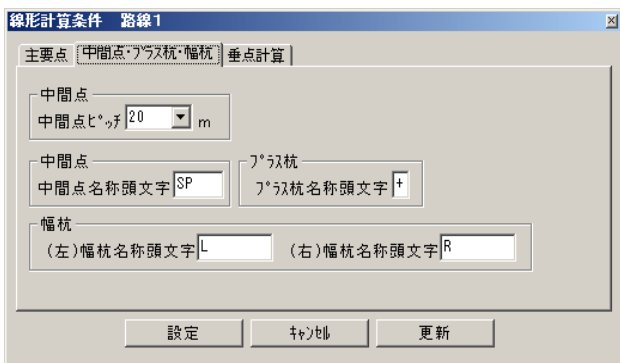 線形計算条件　路線1
主要点 中間点・ﾌﾟﾗｽ杭・幅杭 垂点計算
中間点
中間点ﾋﾟｯﾁ 20 m
中間点 ﾌﾟﾗｽ杭
中間点名称頭文字 SP ﾌﾟﾗｽ杭名称頭文字 +
幅杭
(左)幅杭名称頭文字 L (右)幅杭名称頭文字 R
設定 ｷｬﾝｾﾙ 更新